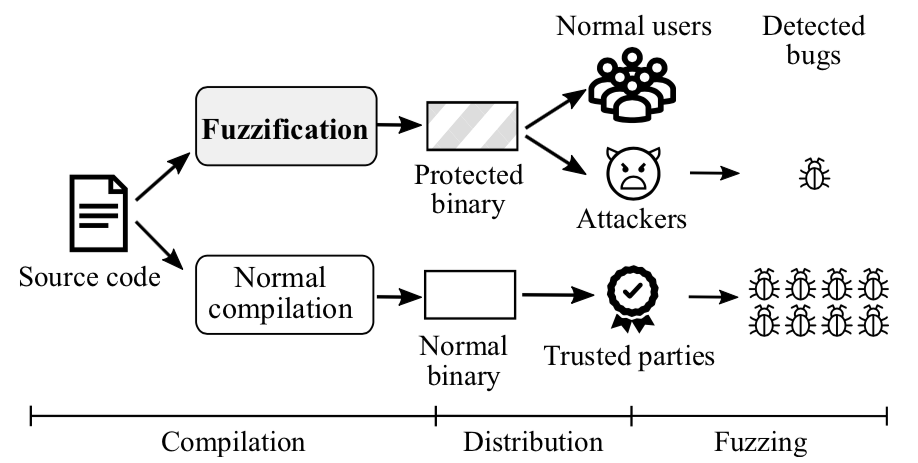 Normal users
Detected
bugs
Fuzzification
Protected
binary
Attackers
Source code
Normal
compilation
Normal
binary
Trusted parties
Compilation
Distribution
Fuzzing